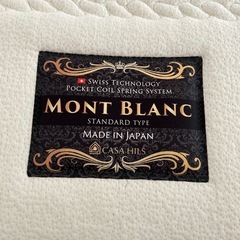 SWISS TECHNOLOGY
POCKET COIL SPRING SYSTEM
MONT BLANC
STANDARD TYPE
MADE IN JAPAN
CASA HILS